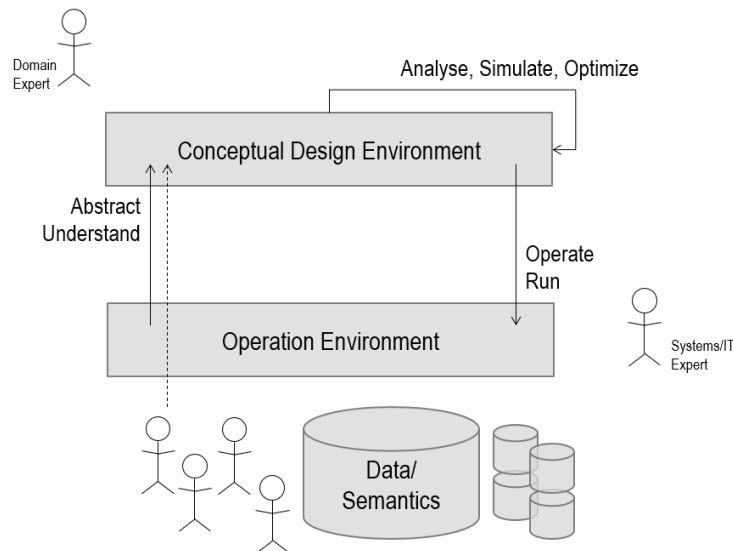 Domain
Expert
Analyse, Simulate, Optimize
Conceptual Design Environment
Abstract
Understand
Operate
Run
Operation Environment
Systems/IT
Expert
Data/
Semantics